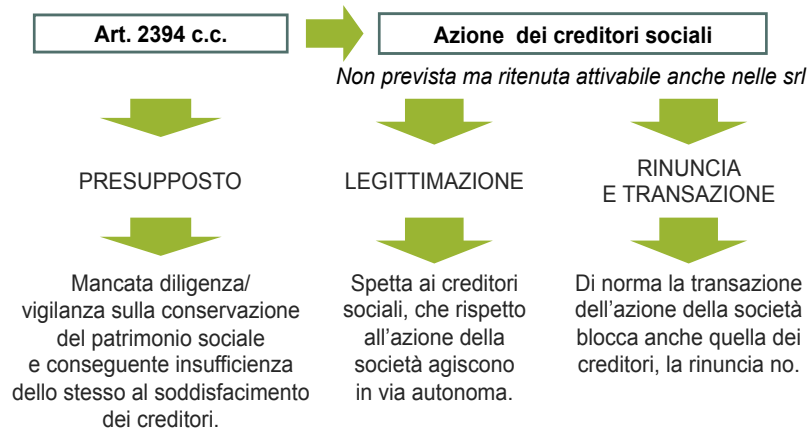 Art. 2394 c.c.
Azione dei creditori sociali
Non prevista ma ritenuta attivabile anche nelle srl
PRESUPPOSTO
Mancata diligenza/
vigilanza sulla conservazione
del patrimonio sociale
e conseguente insufficienza
dello stesso al soddisfacimento
dei creditori.
LEGITTIMAZIONE
Spetta ai creditori
sociali, che rispetto
all’azione della
società agiscono
in via autonoma.
RINUNCIA
E TRANSAZIONE
Di norma la transazione
dell’azione della società
blocca anche quella dei
creditori, la rinuncia no.